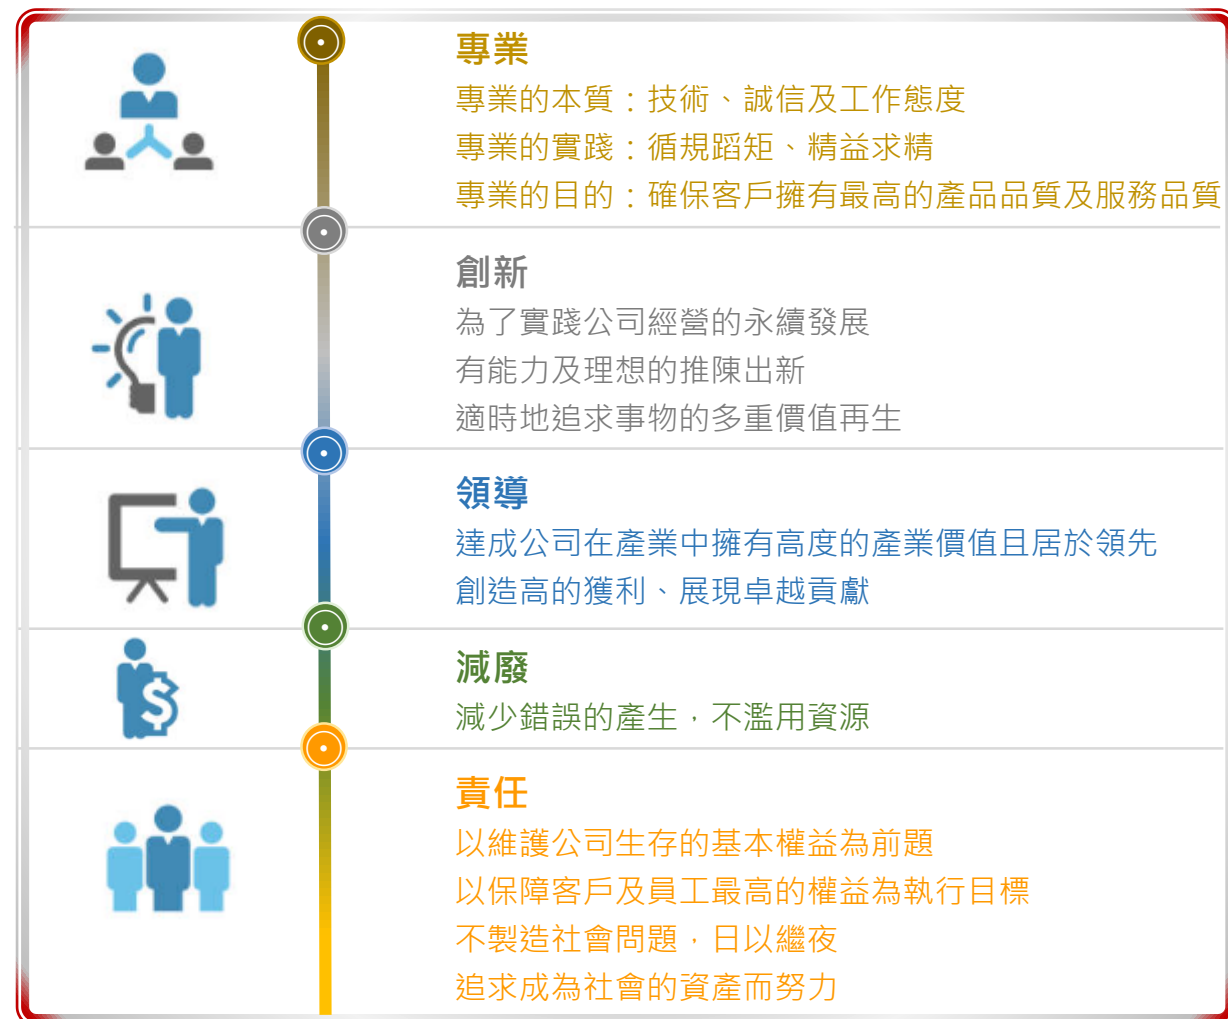 專業
專業的本質：技術、誠信及工作態度
專業的實踐：循規蹈矩、精益求精
專業的目的：確保客戶擁有最高的產品品質及服務品質
創新
為了實踐公司經營的永續發展
有能力及理想的推陳出新
適時地追求事物的多重價值再生
領導
達成公司在產業中擁有高度的產業價值且居於領先
創造高的獲利、展現卓越貢獻
減廢
減少錯誤的產生，不濫用資源
責任
以維護公司生存的基本權益為前題
以保障客戶及員工最高的權益為執行目標
不製造社會問題，日以繼夜
追求成為社會的資產而努力